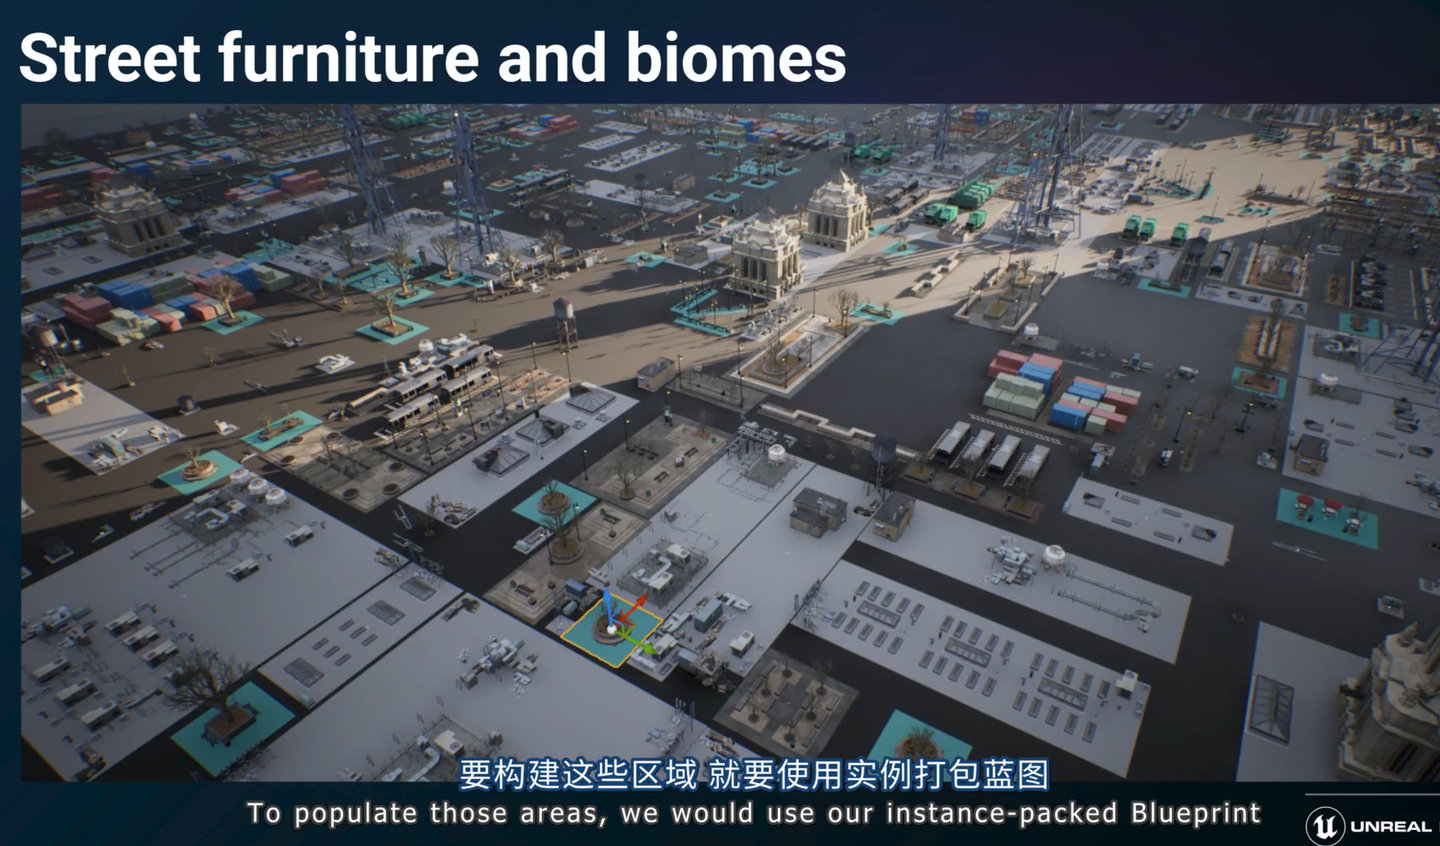 Street furniture and biomes
要构建这些区域 就要使用实例打包蓝图
To populate those areas, we would use our instance-packed Blueprint
UNREAL